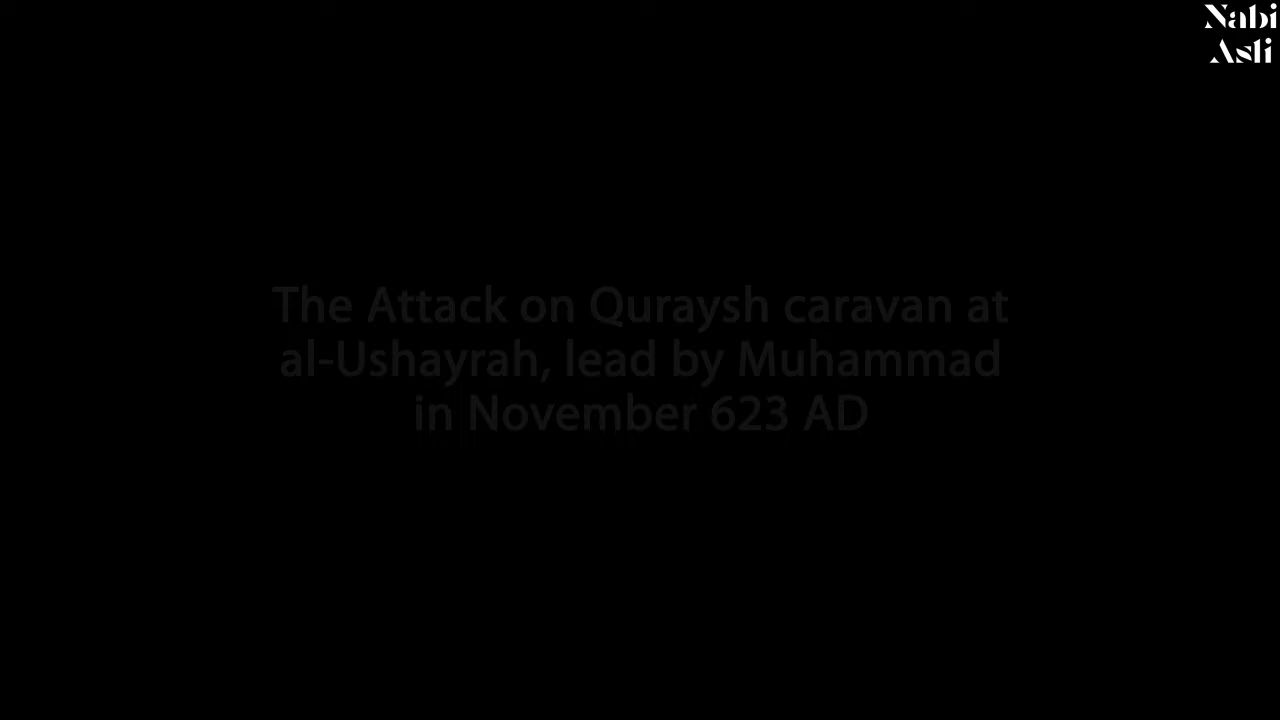 Nabi
Asli
The Attack on Quraysh caravan at
al-Ushayrah, lead by Muhammad
in November 623 AD